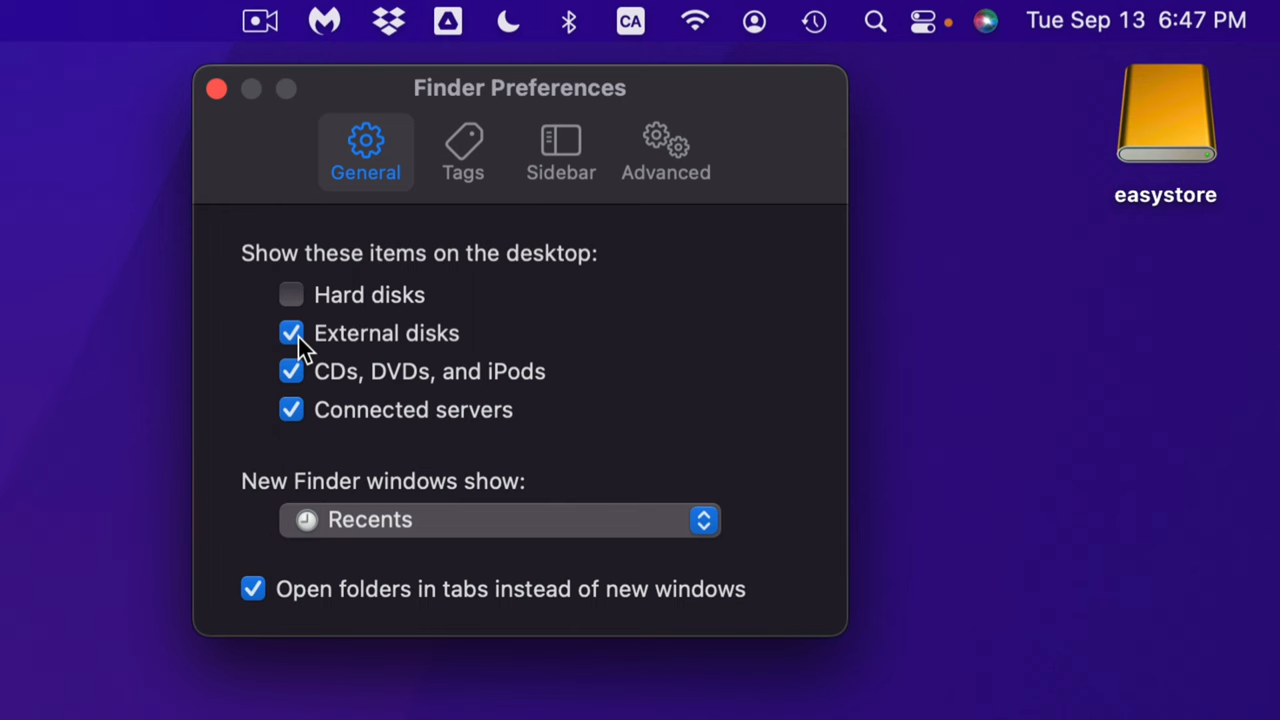 CA
Tue Sep 13 6:47 PM
Finder Preferences
General Tags Sidebar Advanced
easystore
Show these items on the desktop:
Hard disks
External disks
CDs, DVDs, and iPods
Connected servers
New Finder windows show:
Recents
Open folders in tabs instead of new windows